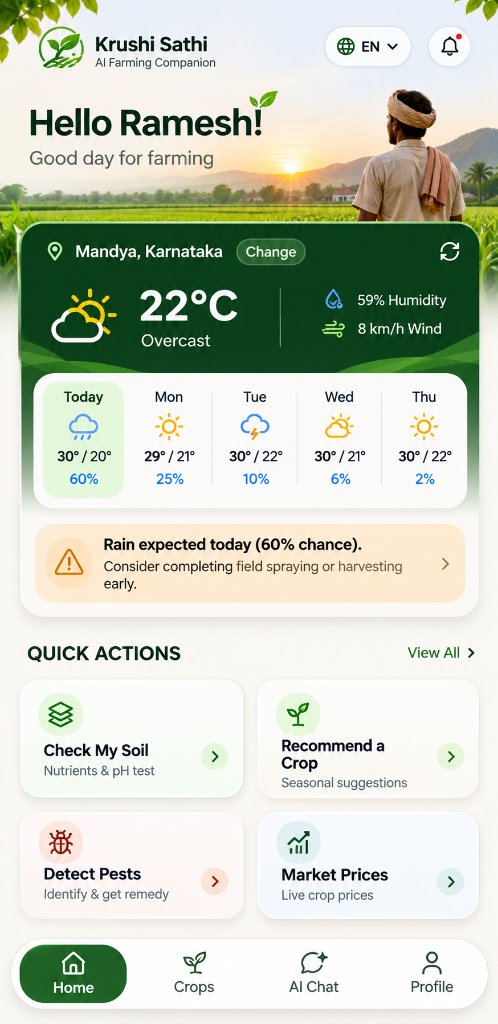 Krushi Sathi
AI Farming Companion
EN
Hello Ramesh!
Good day for farming
Mandya, Karnataka
Change
22°C
Overcast
59% Humidity
8 km/h Wind
Today
30° / 20°
60%
Mon
29° / 21°
25%
Tue
30° / 22°
10%
Wed
30° / 21°
6%
Thu
30° / 22°
2%
Rain expected today (60% chance).
Consider completing field spraying or harvesting
early.
QUICK ACTIONS
View All
Check My Soil
Nutrients & pH test
Recommend a
Crop
Seasonal suggestions
Detect Pests
Identify & get remedy
Market Prices
Live crop prices
Home
Crops
AI Chat
Profile